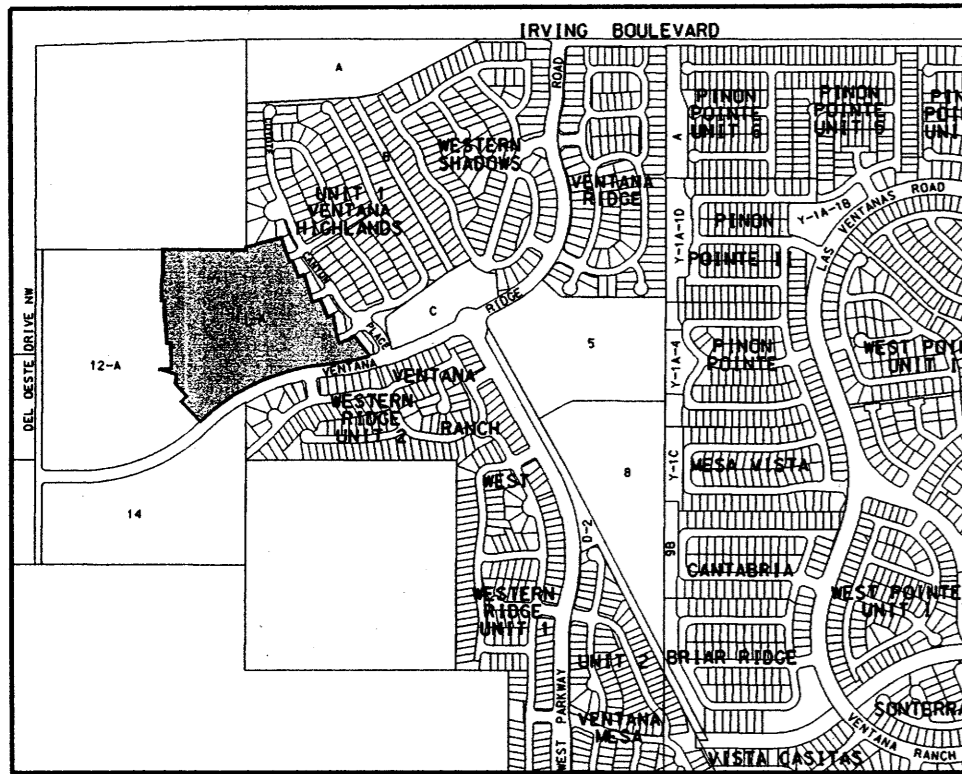 IRVING BOULEVARD
A
ROAD
PINON
POINTE
UNIT 6
PINON
POINTE
UNIT 5
A
B
WESTERN
SHADOWS
UNIT 1
VENTANA
HIGHLANDS
VENTANA
RIDGE
Y-1A-1D
Y-1A-1B
LAS VENTANAS ROAD
PINON
POINTE II
CANYON
PLACE
C
RIDGE
DEL OESTE DRIVE NW
12-A
VENTANA
5
Y-1A-4
PINON
POINTE
WEST POINTE
UNIT 1
VENTANA
WESTERN
RIDGE
UNIT 2
RANCH
WEST
8
Y-1C
MESA VISTA
14
D-2
9B
CANTABRIA
WESTERN
RIDGE
UNIT 1
WEST POINTE
UNIT 1
UNIT 2
BRIAR RIDGE
SONTERRA
WEST PARKWAY
VENTANA
MESA
VENTANA
RANCH
VISTA CASITAS